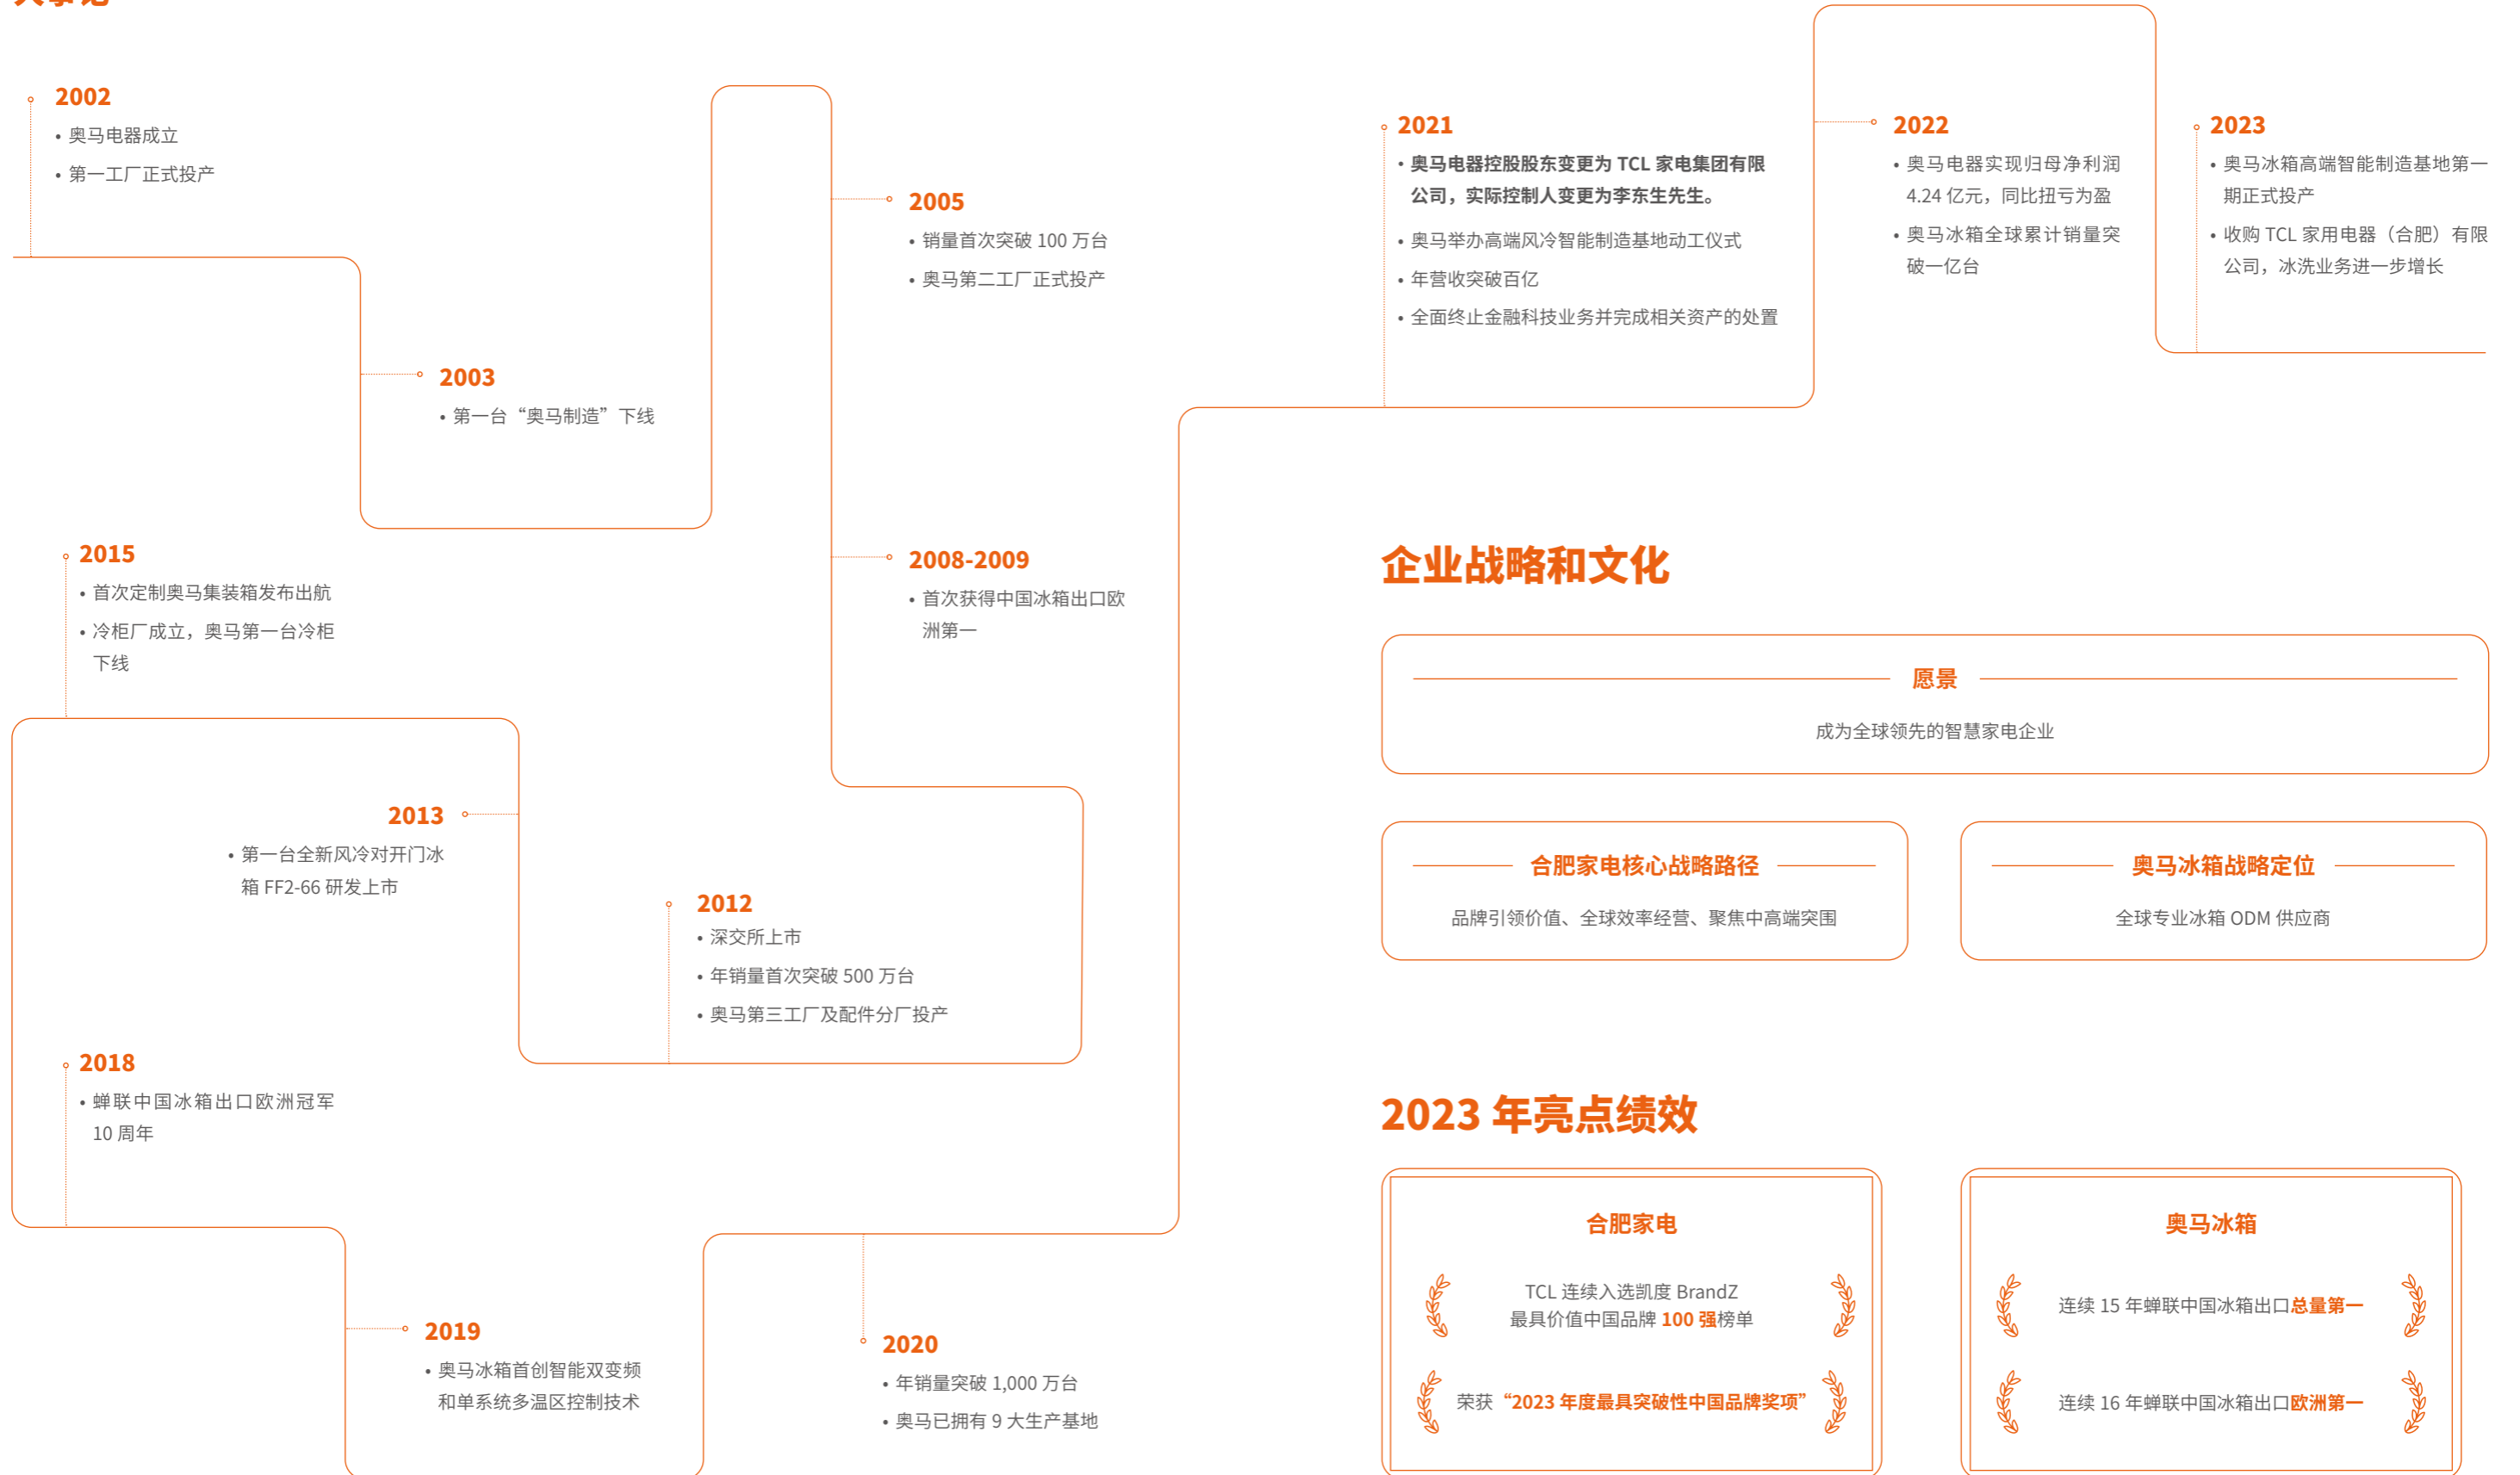 大事记
2002
• 奥马电器成立
• 第一工厂正式投产
2003
• 第一台“奥马制造”下线
2005
• 销量首次突破 100 万台
• 奥马第二工厂正式投产
2008-2009
• 首次获得中国冰箱出口欧
洲第一
2012
• 深交所上市
• 年销量首次突破 500 万台
• 奥马第三工厂及配件分厂投产
2013
• 第一台全新风冷对开门冰
箱 FF2-66 研发上市
2015
• 首次定制奥马集装箱发布出航
• 冷柜厂成立，奥马第一台冷柜
下线
2018
• 蝉联中国冰箱出口欧洲冠军
10 周年
2019
• 奥马冰箱首创智能双变频
和单系统多温区控制技术
2020
• 年销量突破 1,000 万台
• 奥马已拥有 9 大生产基地
2021
• 奥马电器控股股东变更为 TCL 家电集团有限
公司，实际控制人变更为李东生先生。
• 奥马举办高端风冷智能制造基地动工仪式
• 年营收突破百亿
• 全面终止金融科技业务并完成相关资产的处置
2022
• 奥马电器实现归母净利润
4.24 亿元，同比扭亏为盈
• 奥马冰箱全球累计销量突
破一亿台
2023
• 奥马冰箱高端智能制造基地第一
期正式投产
• 收购 TCL 家用电器（合肥）有限
公司，冰洗业务进一步增长
企业战略和文化
愿景
成为全球领先的智慧家电企业
合肥家电核心战略路径
品牌引领价值、全球效率经营、聚焦中高端突围
奥马冰箱战略定位
全球专业冰箱 ODM 供应商
2023 年亮点绩效
合肥家电
TCL 连续入选凯度 BrandZ
最具价值中国品牌 100 强榜单
荣获“2023 年度最具突破性中国品牌奖项”
奥马冰箱
连续 15 年蝉联中国冰箱出口总量第一
连续 16 年蝉联中国冰箱出口欧洲第一